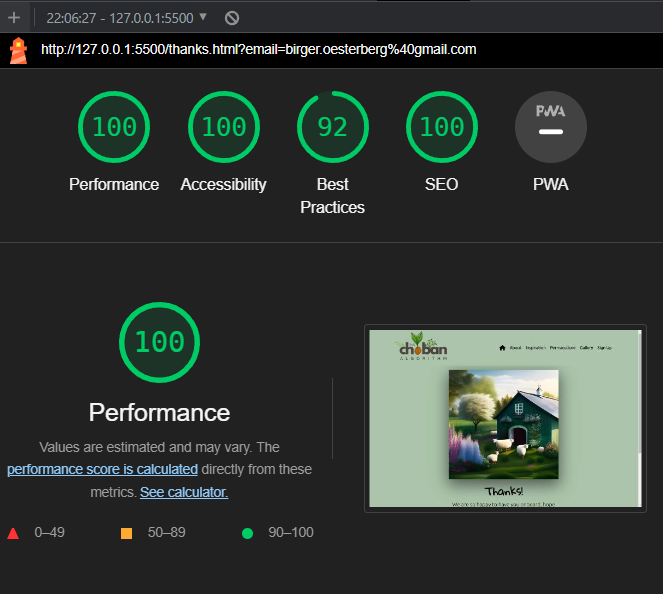 22:06:27 - 127.0.0.1:5500
http://127.0.0.1:5500/thanks.html?email=birger.oesterberg%40gmail.com
100 100 92 100 PWA
Performance Accessibility Best Practices SEO PWA
100
Performance
Values are estimated and may vary. The
performance score is calculated directly from these
metrics. See calculator.
0–49 50–89 90–100
The choban
ALGORITHM
About Inspiration Permaculture Gallery Sign Up
Thanks!
We are so happy to have you on board, hope